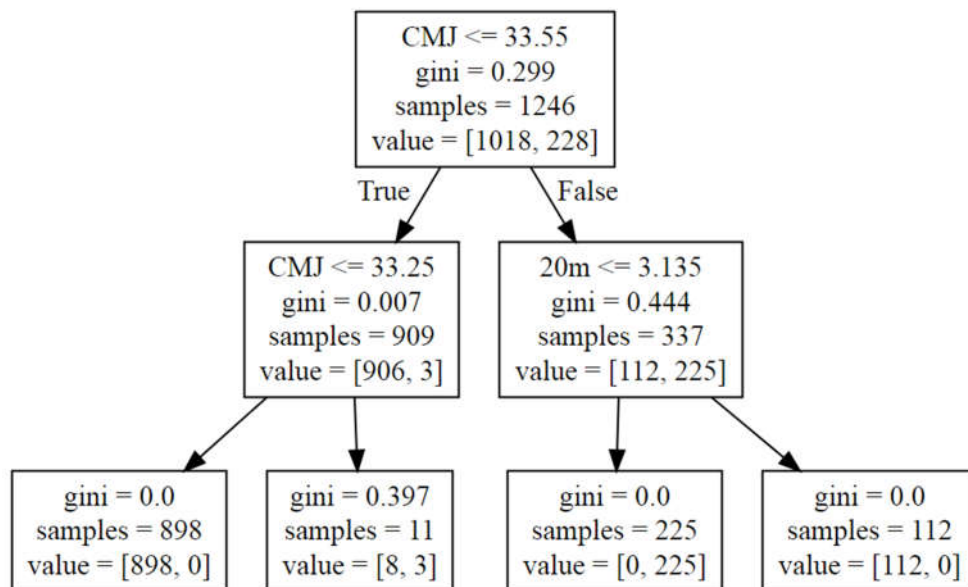 CMJ <= 33.55
gini = 0.299
samples = 1246
value = [1018, 228]
True
False
CMJ <= 33.25
gini = 0.007
samples = 909
value = [906, 3]
20m <= 3.135
gini = 0.444
samples = 337
value = [112, 225]
gini = 0.0
samples = 898
value = [898, 0]
gini = 0.397
samples = 11
value = [8, 3]
gini = 0.0
samples = 225
value = [0, 225]
gini = 0.0
samples = 112
value = [112, 0]